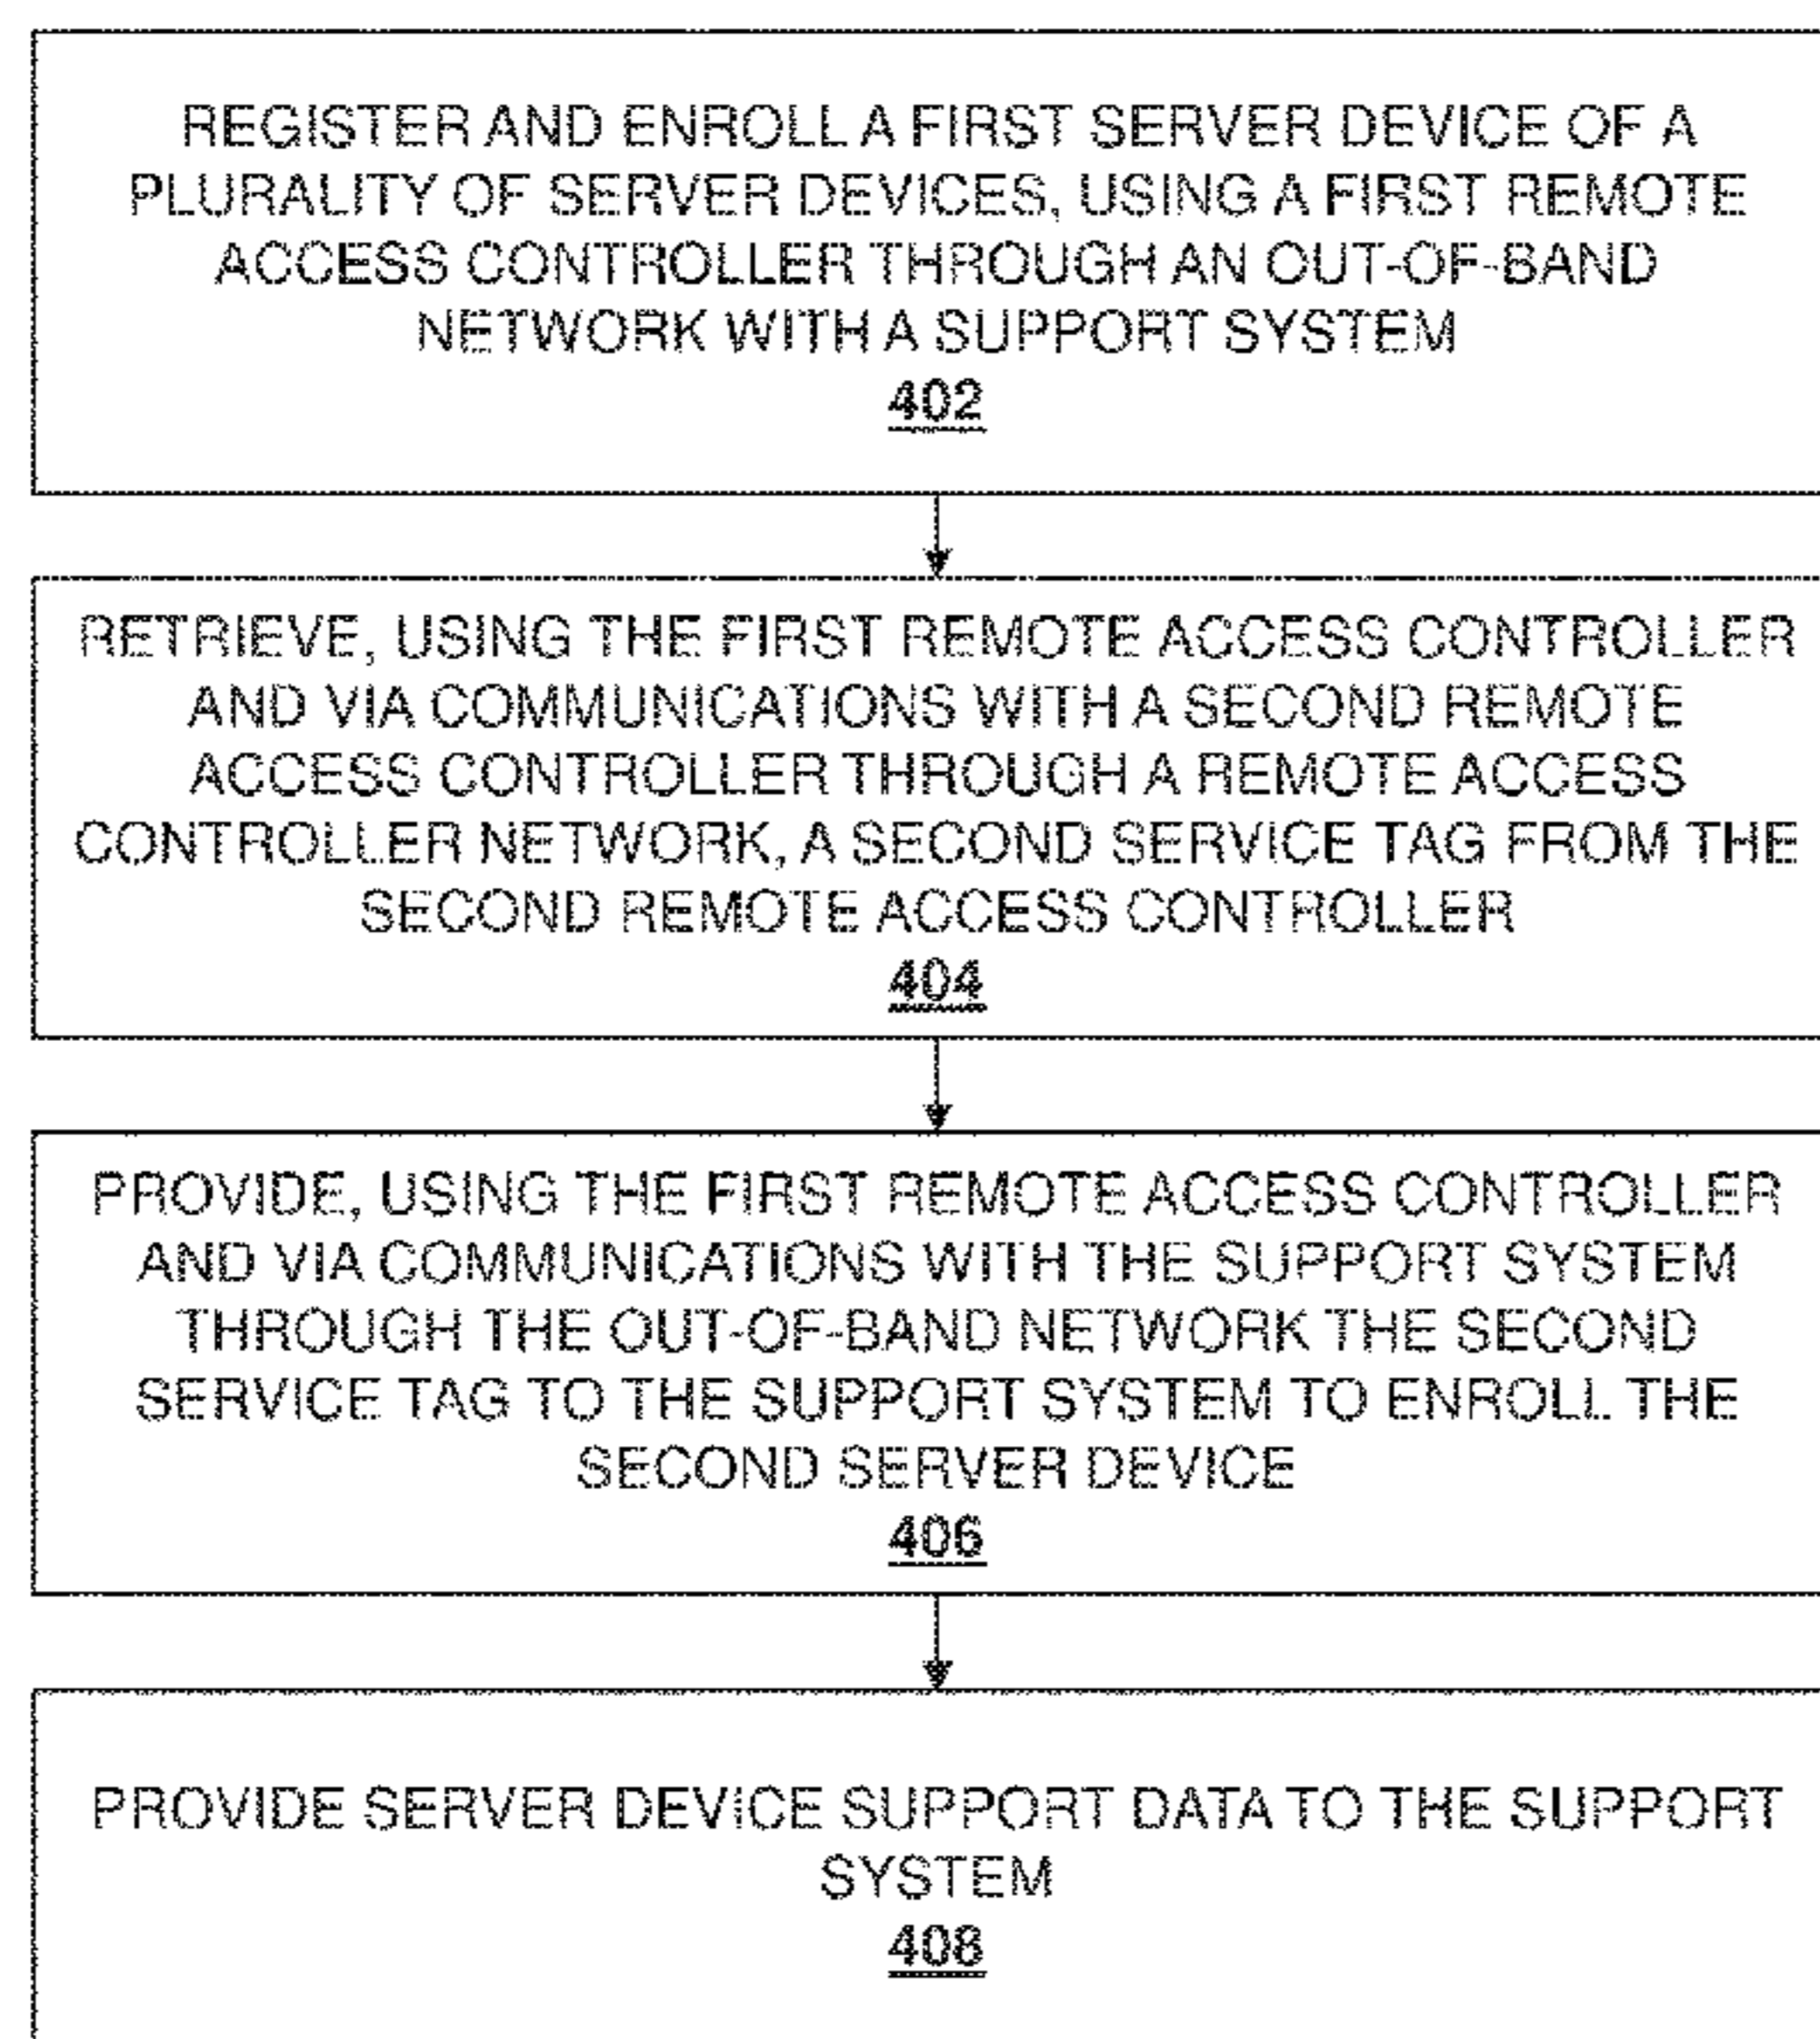 REGISTER AND ENROLL A FIRST SERVER DEVICE OF A
PLURALITY OF SERVER DEVICES, USING A FIRST REMOTE
ACCESS CONTROLLER THROUGH AN OUT-OF-BAND
NETWORK WITH A SUPPORT SYSTEM
402
RETRIEVE, USING THE FIRST REMOTE ACCESS CONTROLLER
AND VIA COMMUNICATIONS WITH A SECOND REMOTE
ACCESS CONTROLLER THROUGH A REMOTE ACCESS
CONTROLLER NETWORK, A SECOND SERVICE TAG FROM THE
SECOND REMOTE ACCESS CONTROLLER
404
PROVIDE, USING THE FIRST REMOTE ACCESS CONTROLLER
AND VIA COMMUNICATIONS WITH THE SUPPORT SYSTEM
THROUGH THE OUT-OF-BAND NETWORK THE SECOND
SERVICE TAG TO THE SUPPORT SYSTEM TO ENROLL THE
SECOND SERVER DEVICE
406
PROVIDE SERVER DEVICE SUPPORT DATA TO THE SUPPORT
SYSTEM
408